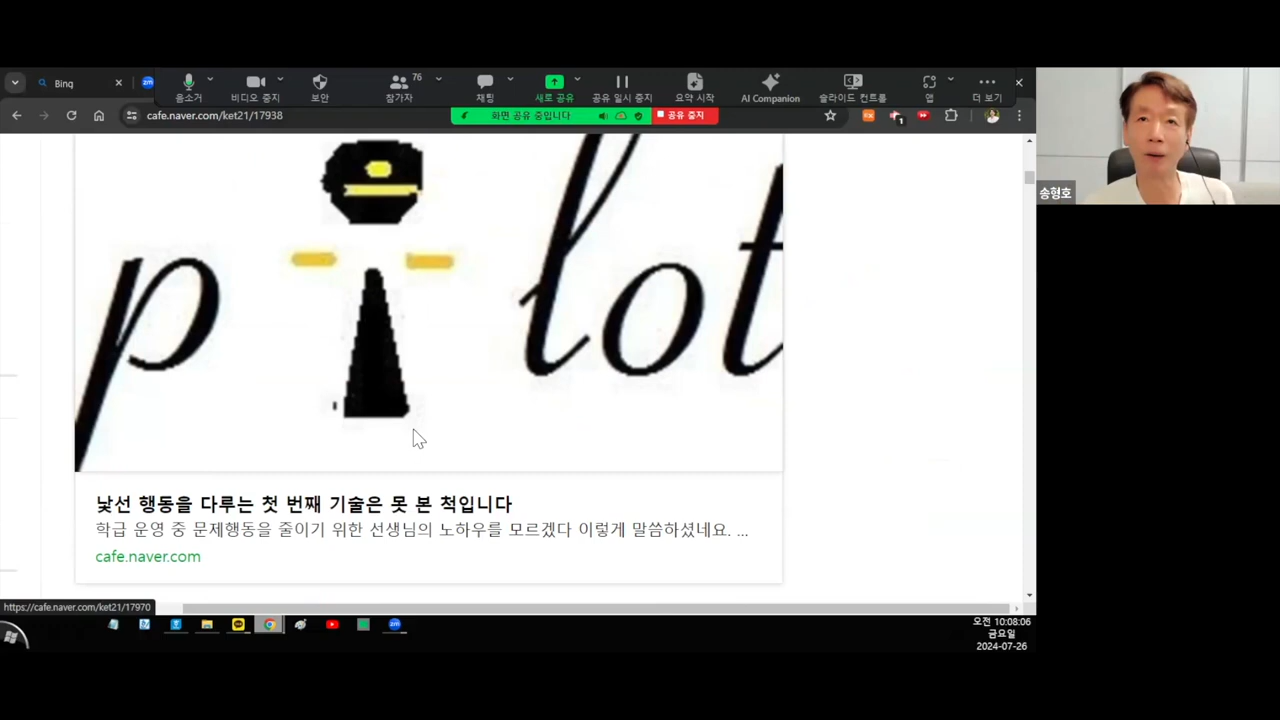 Bing
76
음소거
비디오 중지
보안
참가자
채팅
새로 공유
공유 일시 중지
요약 시작
AI Companion
슬라이드 컨트롤
앱
더 보기
cafe.naver.com/ket21/17938
화면 공유 중입니다
공유 중지
송형호
p lot
낯선 행동을 다루는 첫 번째 기술은 못 본 척입니다
학급 운영 중 문제행동을 줄이기 위한 선생님의 노하우를 모르겠다 이렇게 말씀하셨네요. ...
cafe.naver.com
https://cafe.naver.com/ket21/17970
오전 10:08:06
금요일
2024-07-26